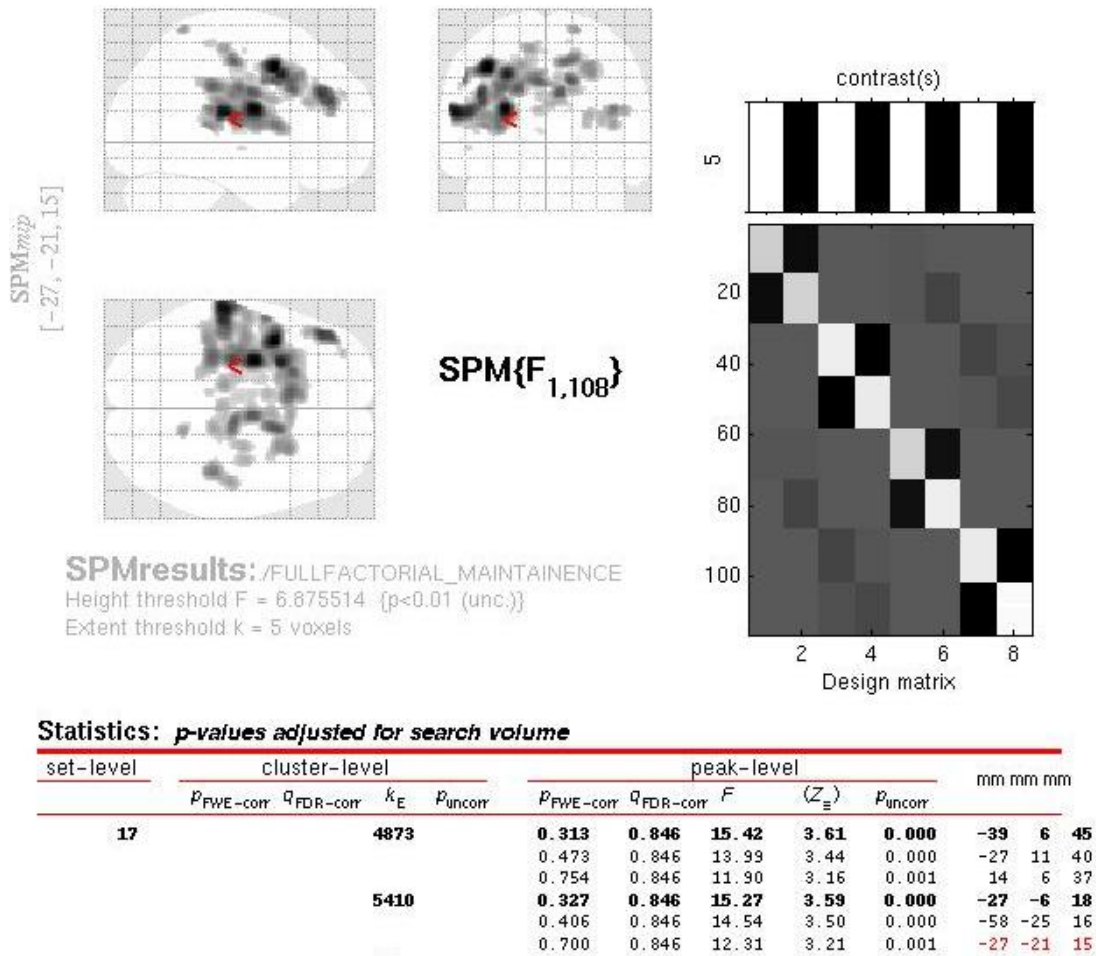 SPMmip
[-27, -21, 15]
SPM{F1,108}
contrast(s)
5
20
40
60
80
100
2 4 6 8
Design matrix
SPMresults: ./FULLFACTORIAL_MAINTAINENCE
Height threshold F = 6.875514 {p<0.01 (unc.)}
Extent threshold k = 5 voxels
Statistics: p-values adjusted for search volume
set-level cluster-level peak-level mm mm mm
pFWE-corr qFDR-corr kE puncorr pFWE-corr qFDR-corr F (Z≡) puncorr
17 4873 0.313 0.846 15.42 3.61 0.000 -39 6 45
0.473 0.846 13.99 3.44 0.000 -27 11 40
0.754 0.846 11.90 3.16 0.001 14 6 37
5410 0.327 0.846 15.27 3.59 0.000 -27 -6 18
0.406 0.846 14.54 3.50 0.000 -58 -25 16
0.700 0.846 12.31 3.21 0.001 -27 -21 15